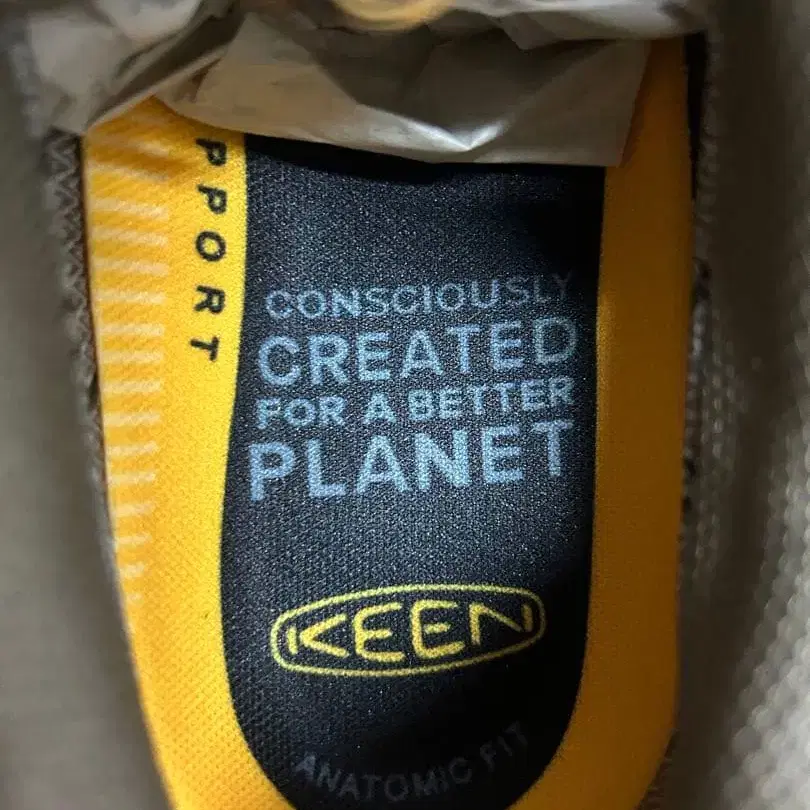 PPORT
CONSCIOUSLY
CREATED
FOR A BETTER
PLANET
KEEN
ANATOMIC FIT